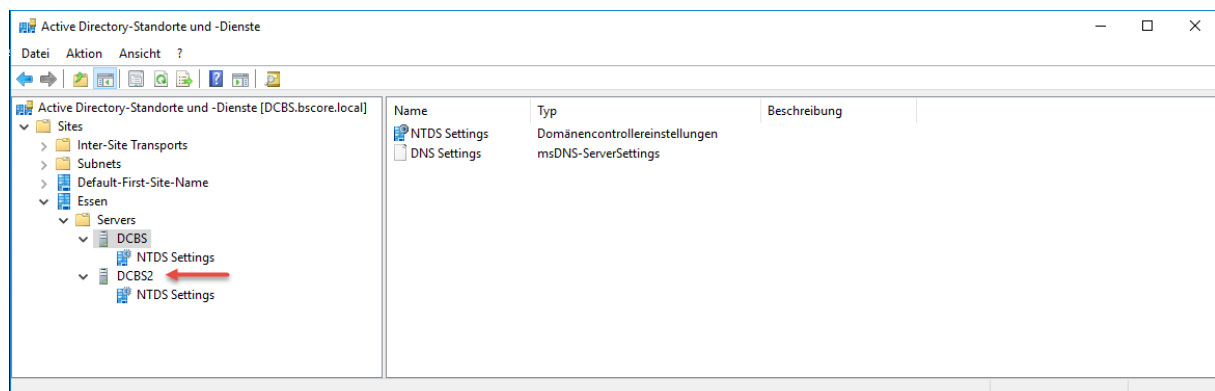 Active Directory-Standorte und -Dienste
Datei Aktion Ansicht ?
Active Directory-Standorte und -Dienste [DCBS.bscore.local]
Sites
Inter-Site Transports
Subnets
Default-First-Site-Name
Essen
Servers
DCBS
NTDS Settings
DCBS2
NTDS Settings
Name Typ Beschreibung
NTDS Settings Domänencontrollereinstellungen
DNS Settings msDNS-ServerSettings